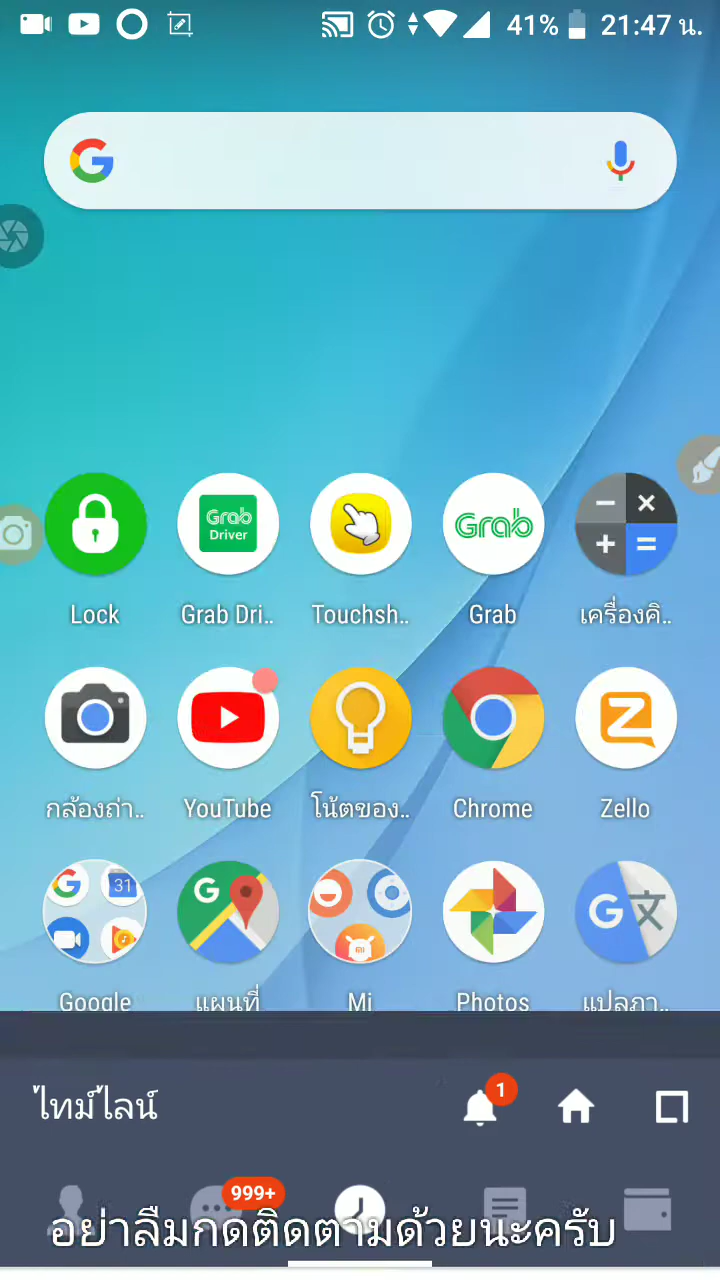 41% 21:47 น.
Grab Driver
Grab
Lock Grab Dri.. Touchsh.. Grab เครื่องคิ..
กล้องถ่า.. YouTube โน้ตของ.. Chrome Zello
31
Google แผนที่ Mi Photos แปลภา..
ไทม์ไลน์ 1
999+
อย่าลืมกดติดตามด้วยนะครับ